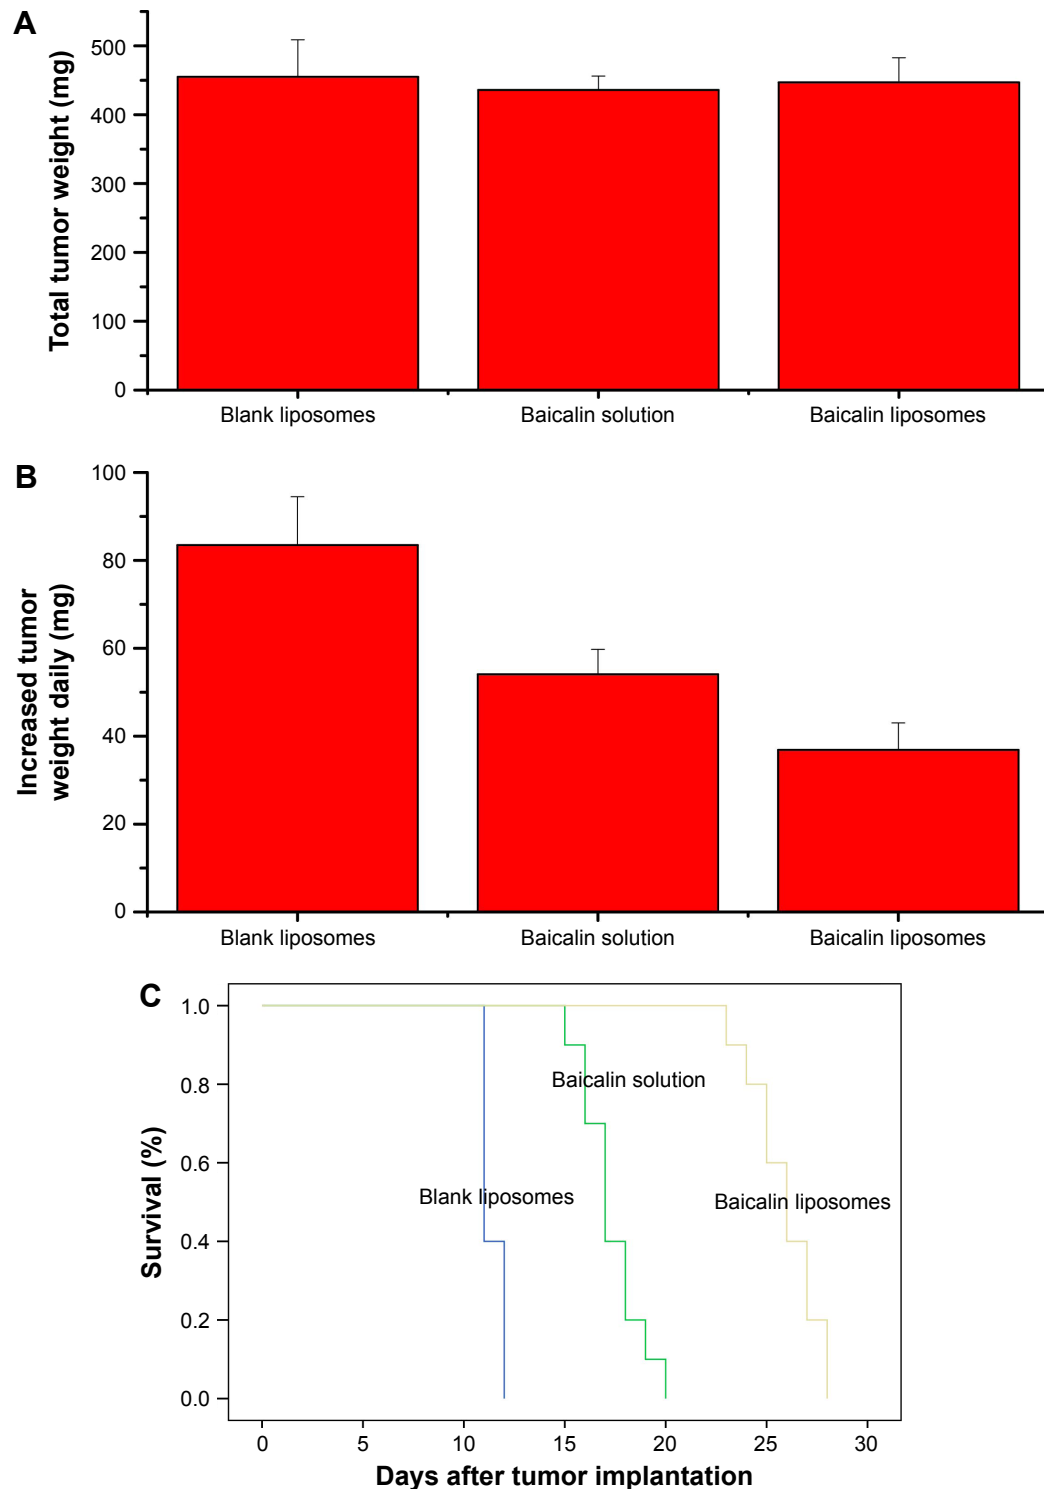 A
Total tumor weight (mg)
500
400
300
200
100
0
Blank liposomes
Baicalin solution
Baicalin liposomes
B
Increased tumor
weight daily (mg)
100
80
60
40
20
0
Blank liposomes
Baicalin solution
Baicalin liposomes
C
Survival (%)
1.0
0.8
0.6
0.4
0.2
0.0
Baicalin solution
Blank liposomes
Baicalin liposomes
0 5 10 15 20 25 30
Days after tumor implantation